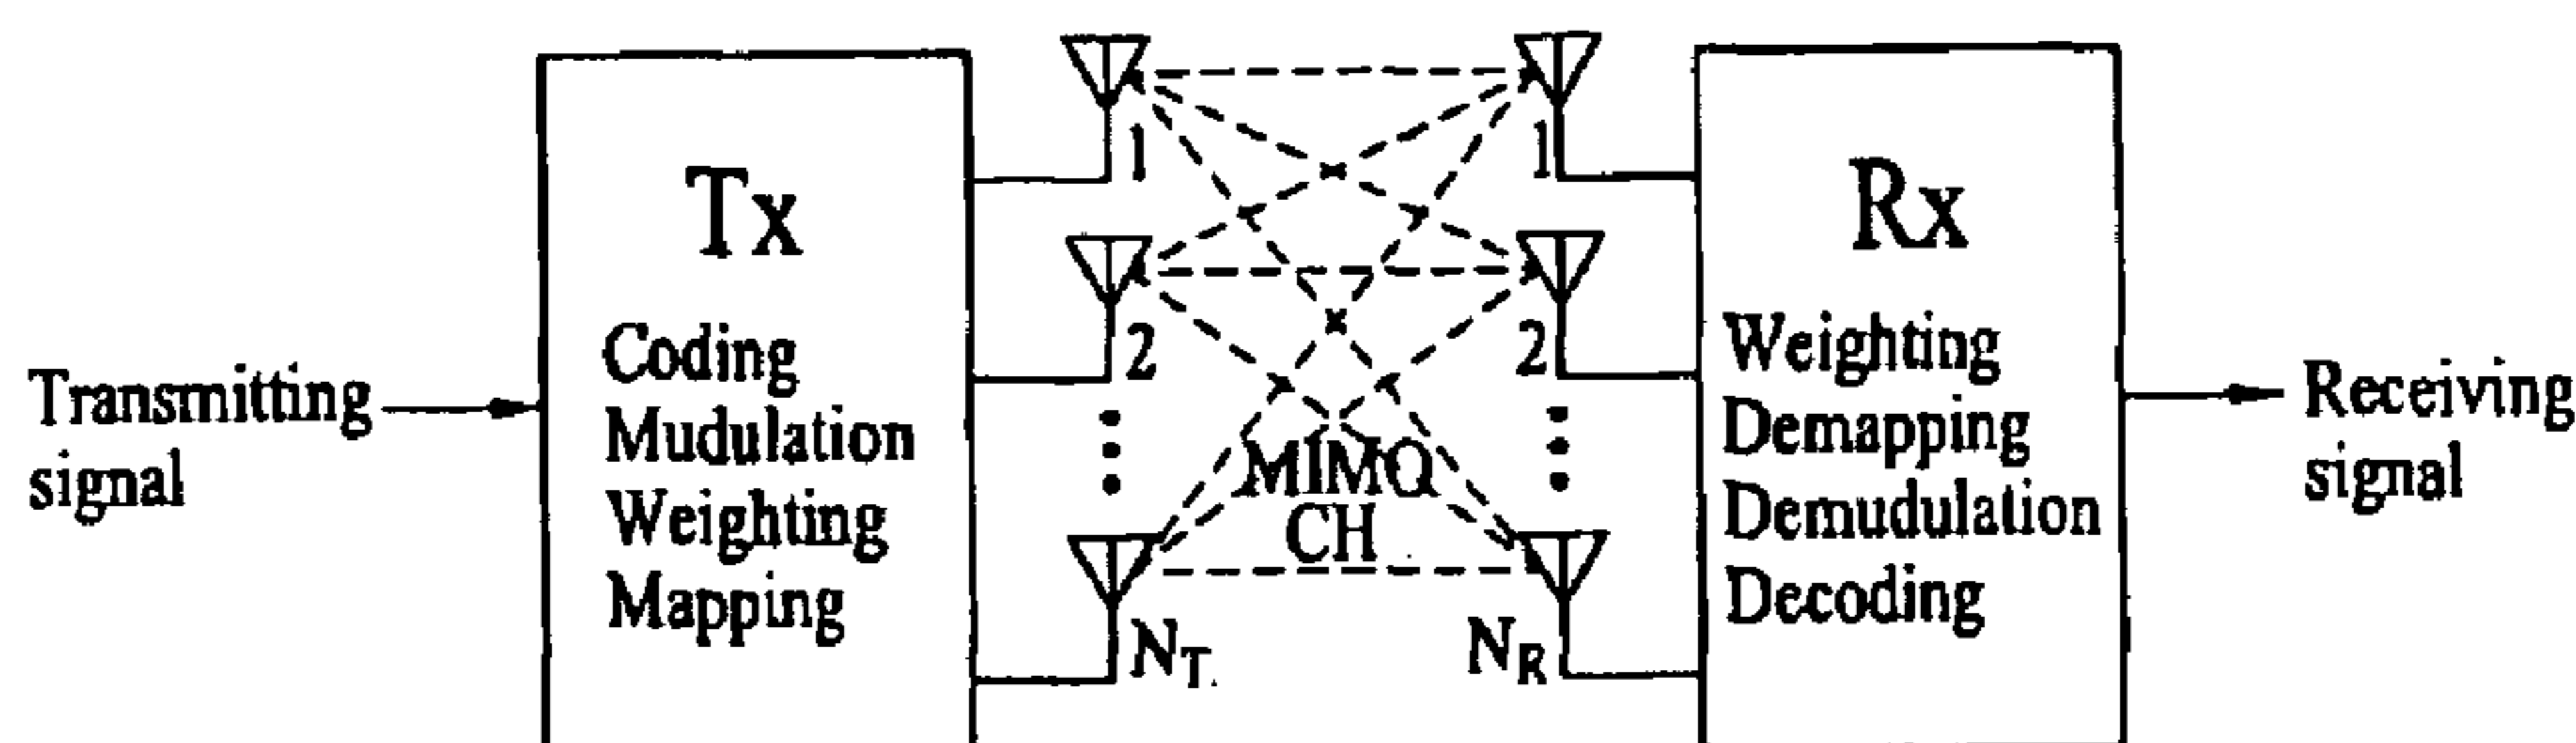 Transmitting
signal
Tx
Coding
Mudulation
Weighting
Mapping
1
2
N_T
MIMO
CH
1
2
N_R
Rx
Weighting
Demapping
Demudulation
Decoding
Receiving
signal